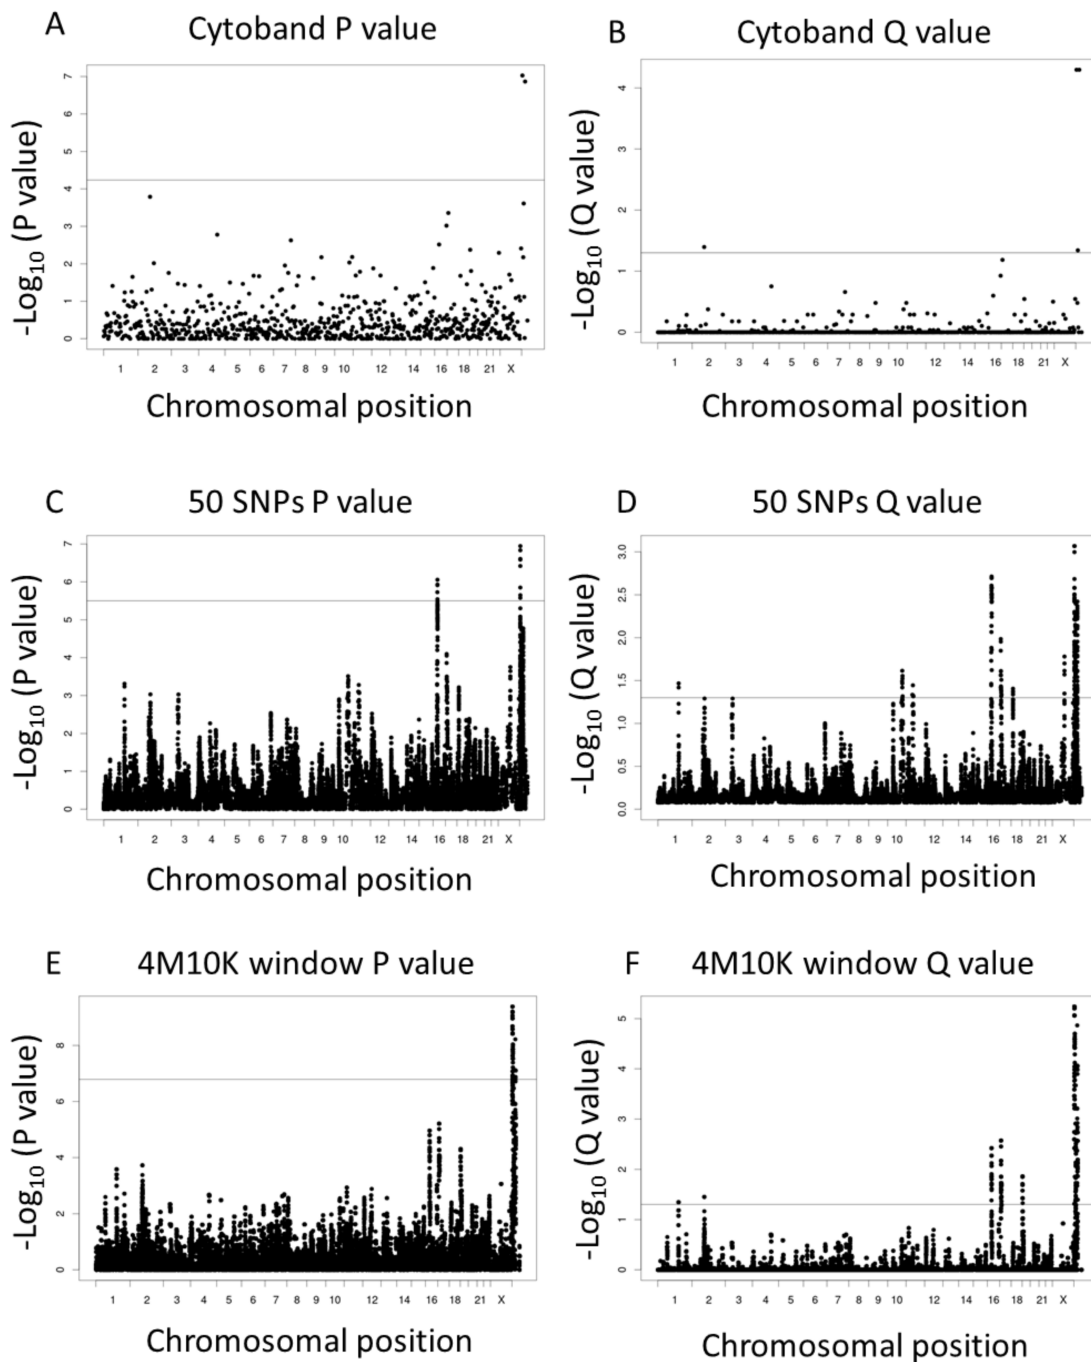 A Cytoband P value
-Log10 (P value)
7
6
5
4
3
2
1
0
1 2 3 4 5 6 7 8 9 10 12 14 16 18 21 X
Chromosomal position
B Cytoband Q value
-Log10 (Q value)
4
3
2
1
0
1 2 3 4 5 6 7 8 9 10 12 14 16 18 21 X
Chromosomal position
C 50 SNPs P value
-Log10 (P value)
7
6
5
4
3
2
1
0
1 2 3 4 5 6 7 8 9 10 12 14 16 18 21 X
Chromosomal position
D 50 SNPs Q value
-Log10 (Q value)
3.0
2.5
2.0
1.5
1.0
0.5
0.0
1 2 3 4 5 6 7 8 9 10 12 14 16 18 21 X
Chromosomal position
E 4M10K window P value
-Log10 (P value)
8
6
4
2
0
1 2 3 4 5 6 7 8 9 10 12 14 16 18 21 X
Chromosomal position
F 4M10K window Q value
-Log10 (Q value)
5
4
3
2
1
0
1 2 3 4 5 6 7 8 9 10 12 14 16 18 21 X
Chromosomal position